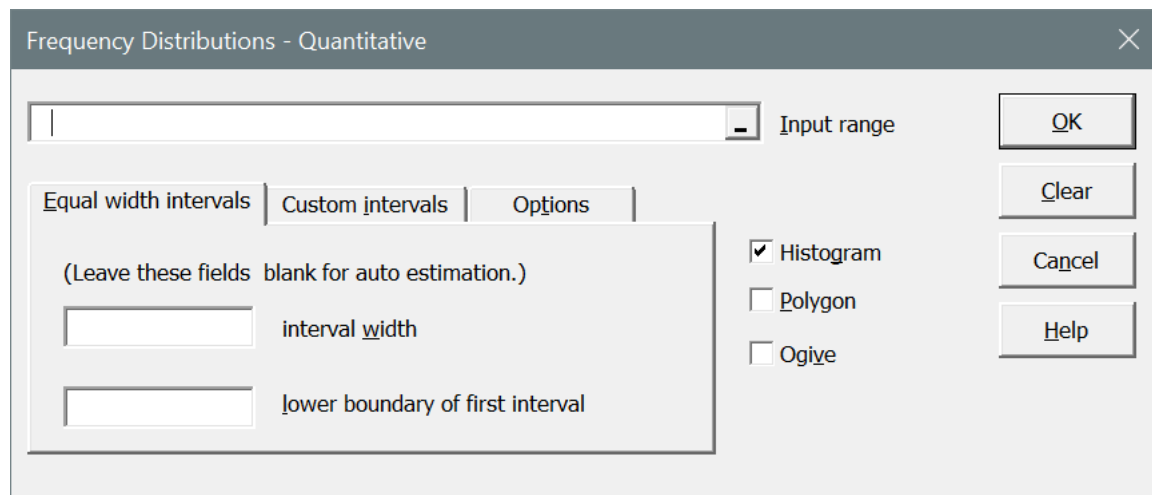 Frequency Distributions - Quantitative
Input range
OK
Equal width intervals
Custom intervals
Options
Clear
(Leave these fields  blank for auto estimation.)
Histogram
Cancel
interval width
Polygon
Help
Ogive
lower boundary of first interval